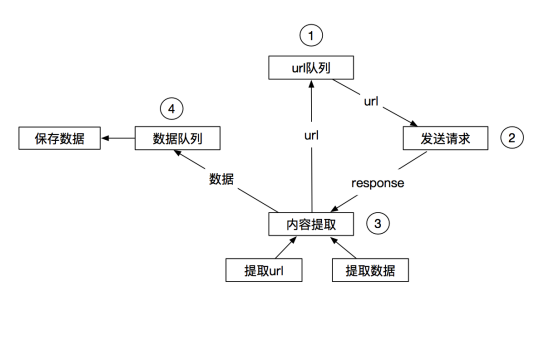 1
url队列
4
url
保存数据
数据队列
url
发送请求
2
数据
response
内容提取
3
提取url
提取数据